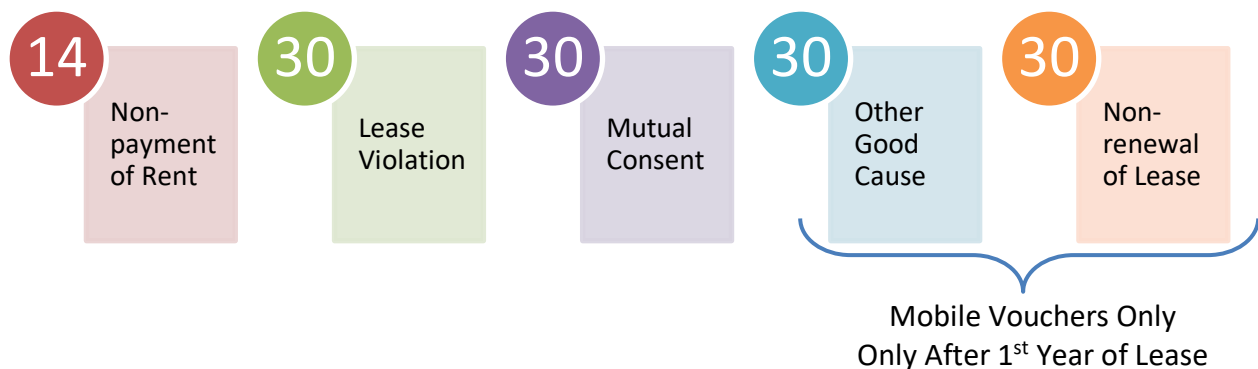 14
Non-
payment
of Rent
30
Lease
Violation
30
Mutual
Consent
30
Other
Good
Cause
30
Non-
renewal
of Lease
Mobile Vouchers Only
Only After 1st Year of Lease